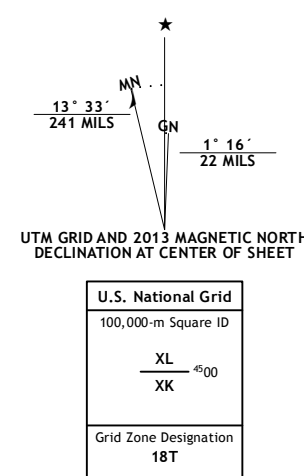 ★
MN
13° 33´
241 MILS
GN
1° 16´
22 MILS
UTM GRID AND 2013 MAGNETIC NORTH
DECLINATION AT CENTER OF SHEET
U.S. National Grid
100,000-m Square ID
XL
4500
XK
Grid Zone Designation
18T